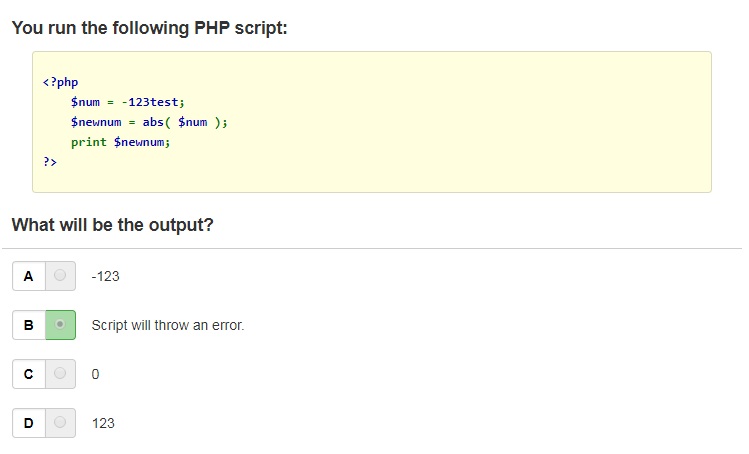 You run the following PHP script:
<?php
$num = -123test;
$newnum = abs( $num );
print $newnum;
?>
What will be the output?
A -123
B Script will throw an error.
C 0
D 123